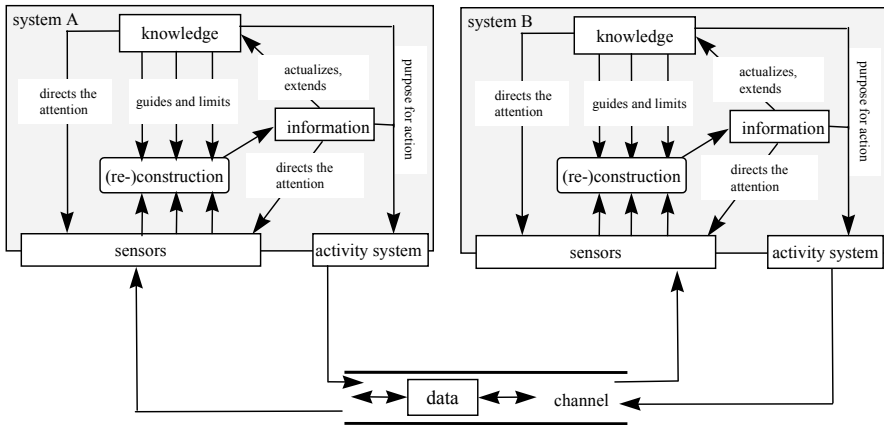 system A
knowledge
directs the
attention
guides and limits
actualizes,
extends
purpose for action
information
(re-)construction
directs the
attention
sensors
activity system
system B
knowledge
directs the
attention
guides and limits
actualizes,
extends
purpose for action
information
(re-)construction
directs the
attention
sensors
activity system
data
channel